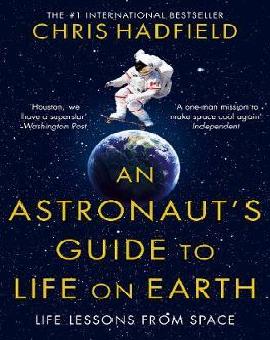 THE #1 INTERNATIONAL BESTSELLER
CHRIS HADFIELD
'Houston, we
have a superstar'
Washington Post
'A one-man mission to
make space cool again'
Independent
AN
ASTRONAUT'S
GUIDE TO
LIFE ON EARTH
LIFE LESSONS FROM SPACE